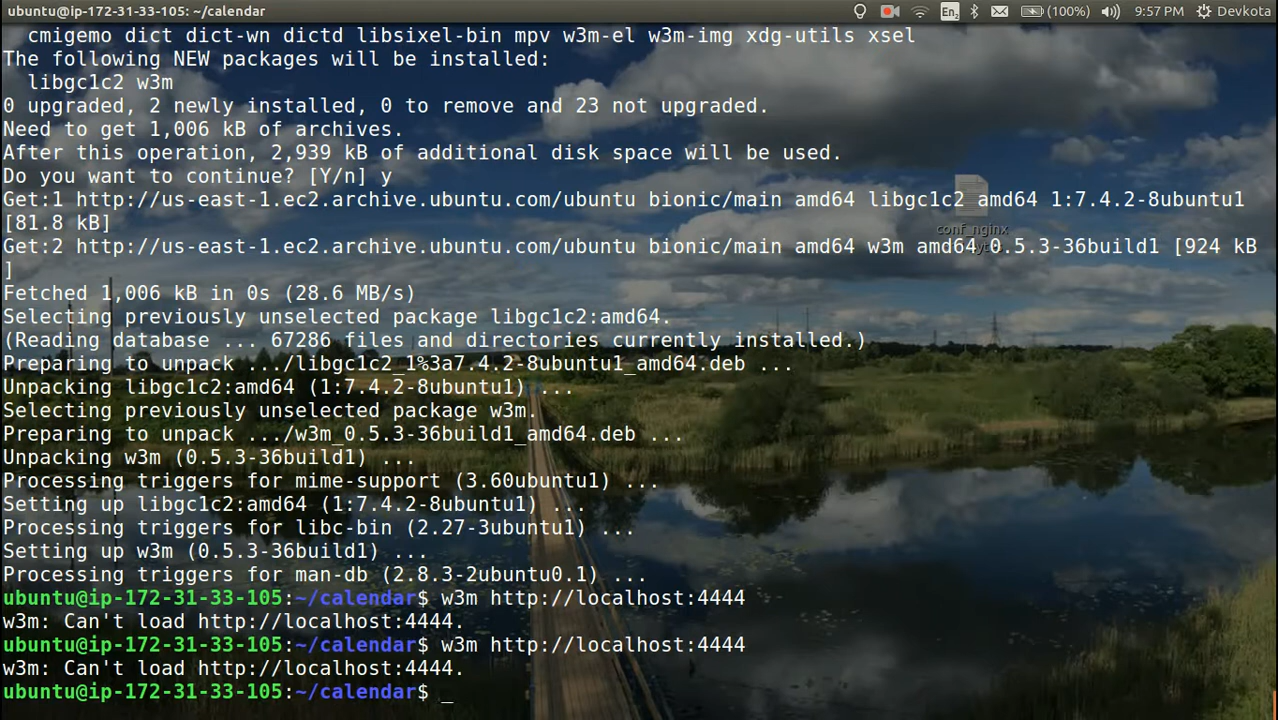 ubuntu@ip-172-31-33-105: ~/calendar
En2
(100%)
9:57 PM
Devkota
cmigemo dict dict-wn dictd libsixel-bin mpv w3m-el w3m-img xdg-utils xsel
The following NEW packages will be installed:
libgc1c2 w3m
0 upgraded, 2 newly installed, 0 to remove and 23 not upgraded.
Need to get 1,006 kB of archives.
After this operation, 2,939 kB of additional disk space will be used.
Do you want to continue? [Y/n] y
Get:1 http://us-east-1.ec2.archive.ubuntu.com/ubuntu bionic/main amd64 libgc1c2 amd64 1:7.4.2-8ubuntu1
[81.8 kB]
conf_nginx
Get:2 http://us-east-1.ec2.archive.ubuntu.com/ubuntu bionic/main amd64 w3m amd64 0.5.3-36build1 [924 kB
]
Fetched 1,006 kB in 0s (28.6 MB/s)
Selecting previously unselected package libgc1c2:amd64.
(Reading database ... 67286 files and directories currently installed.)
Preparing to unpack .../libgc1c2_1%3a7.4.2-8ubuntu1_amd64.deb ...
Unpacking libgc1c2:amd64 (1:7.4.2-8ubuntu1) ...
Selecting previously unselected package w3m.
Preparing to unpack .../w3m_0.5.3-36build1_amd64.deb ...
Unpacking w3m (0.5.3-36build1) ...
Processing triggers for mime-support (3.60ubuntu1) ...
Setting up libgc1c2:amd64 (1:7.4.2-8ubuntu1) ...
Processing triggers for libc-bin (2.27-3ubuntu1) ...
Setting up w3m (0.5.3-36build1) ...
Processing triggers for man-db (2.8.3-2ubuntu0.1) ...
ubuntu@ip-172-31-33-105:~/calendar$ w3m http://localhost:4444
w3m: Can't load http://localhost:4444.
ubuntu@ip-172-31-33-105:~/calendar$ w3m http://localhost:4444
w3m: Can't load http://localhost:4444.
ubuntu@ip-172-31-33-105:~/calendar$ _